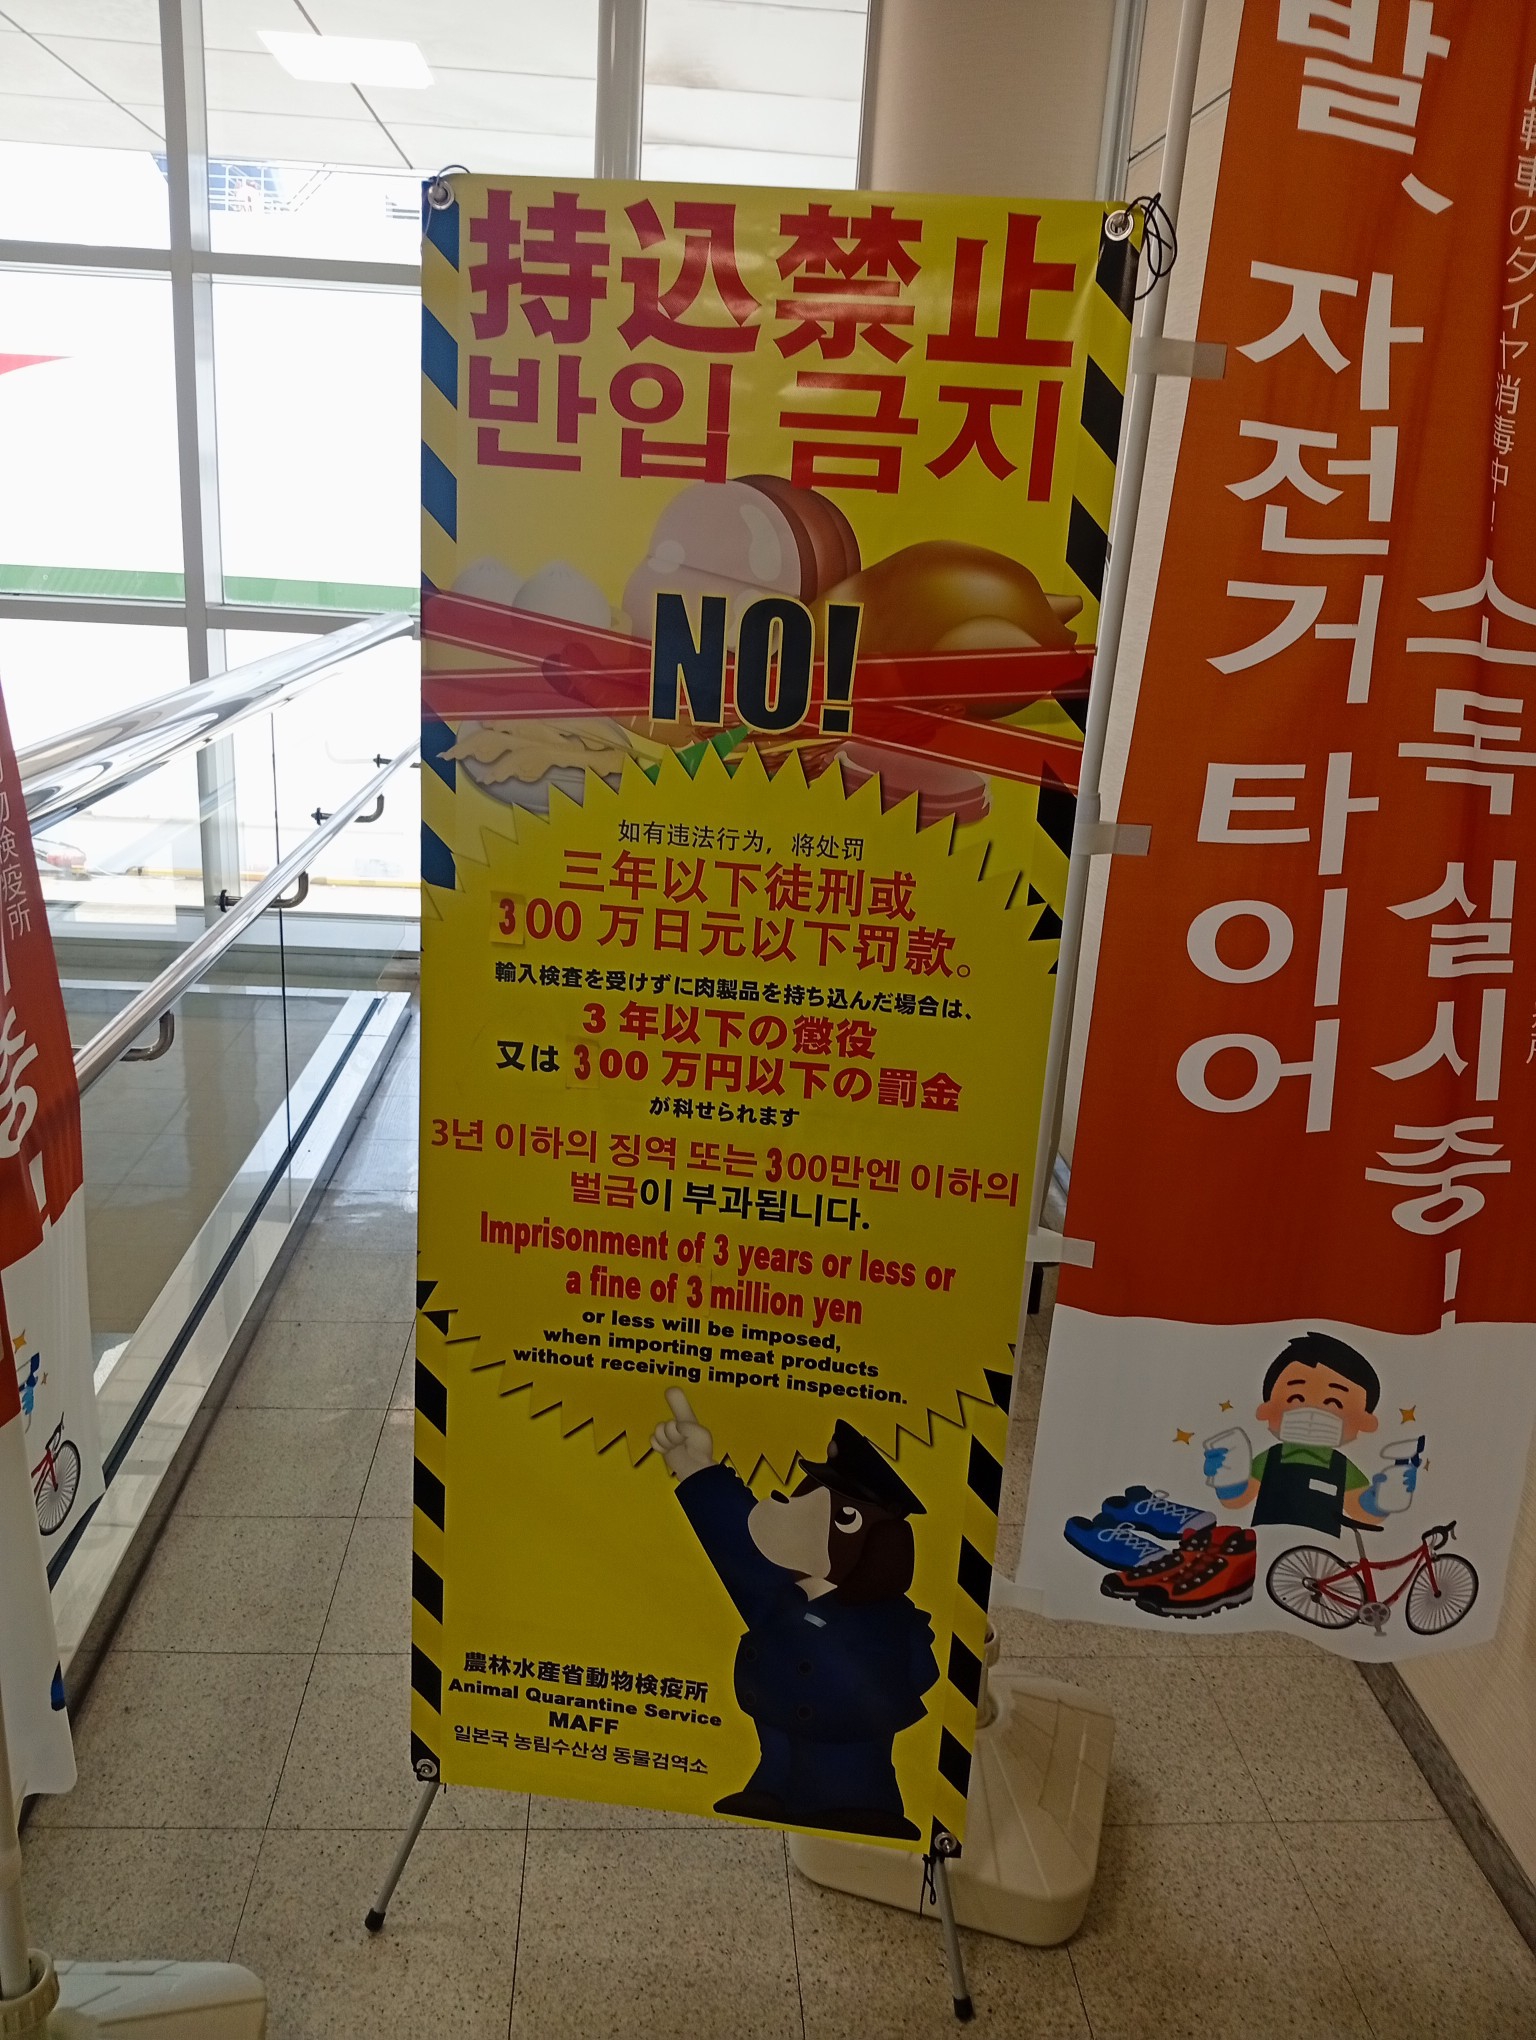 持込禁止
반입 금지
NO!
如有违法行为，将处罚
三年以下徒刑或
300 万日元以下罚款。
輸入検査を受けずに肉製品を持ち込んだ場合は、
3 年以下の懲役
又は 300 万円以下の罰金
が科せられます
3년 이하의 징역 또는 300만엔 이하의
벌금이 부과됩니다.
Imprisonment of 3 years or less or
a fine of 3 million yen
or less will be imposed,
when importing meat products
without receiving import inspection.
農林水産省動物検疫所
Animal Quarantine Service
MAFF
일본국 농림수산성 동물검역소
발、자전거 타이어
소독 실시중!
自転車のタイヤ消毒中!
物検疫所
중!